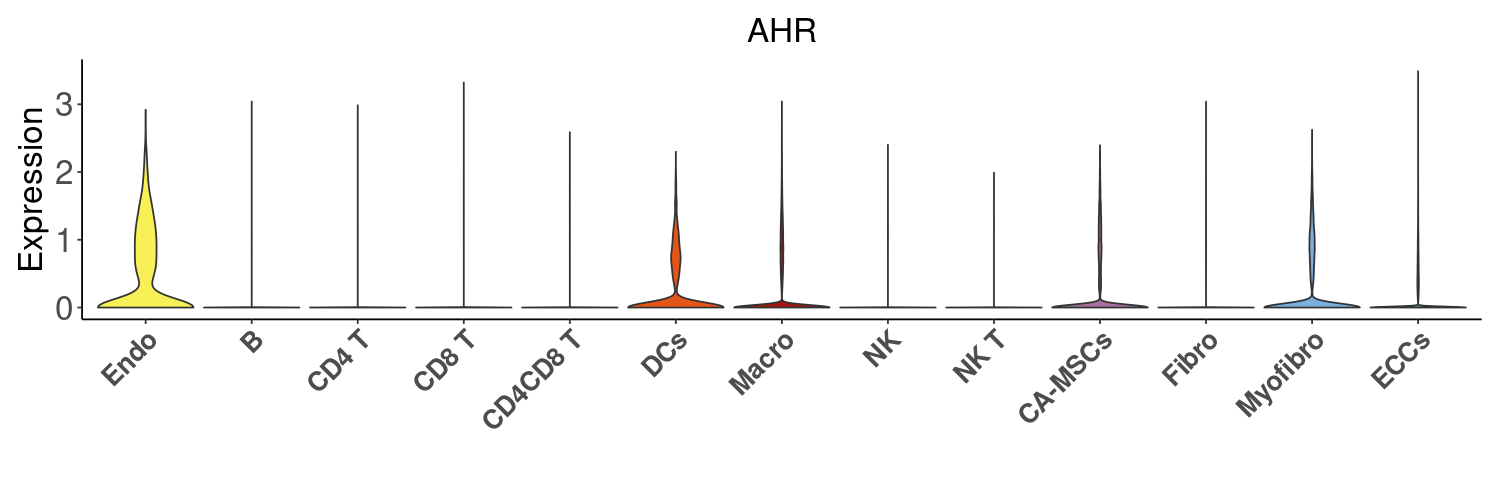 AHR
Expression
3
2
1
0
Endo
B
CD4 T
CD8 T
CD4CD8 T
DCs
Macro
NK
NK T
CA-MSCs
Fibro
Myofibro
ECCs